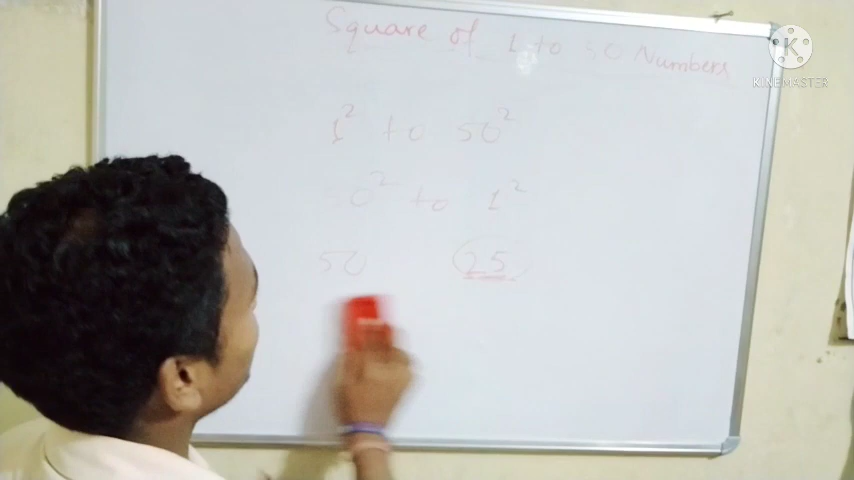 Square of 1 to 50 Numbers
K
KINEMASTER
1² to 50²
50² to 1²
50 25